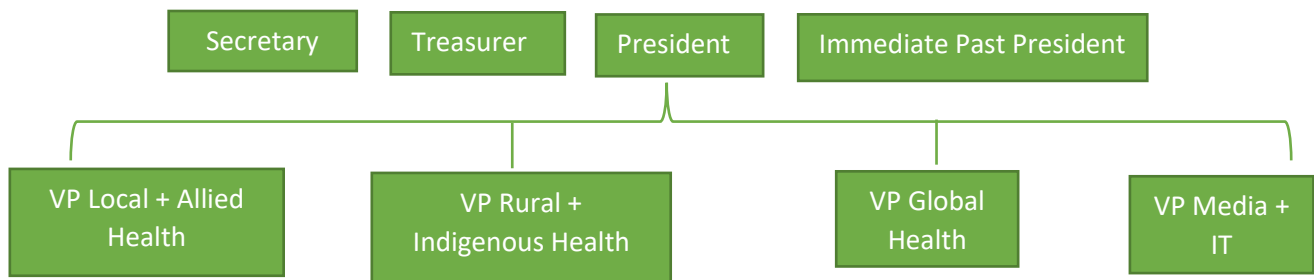 Secretary
Treasurer
President
Immediate Past President
VP Local + Allied
Health
VP Rural +
Indigenous Health
VP Global
Health
VP Media +
IT